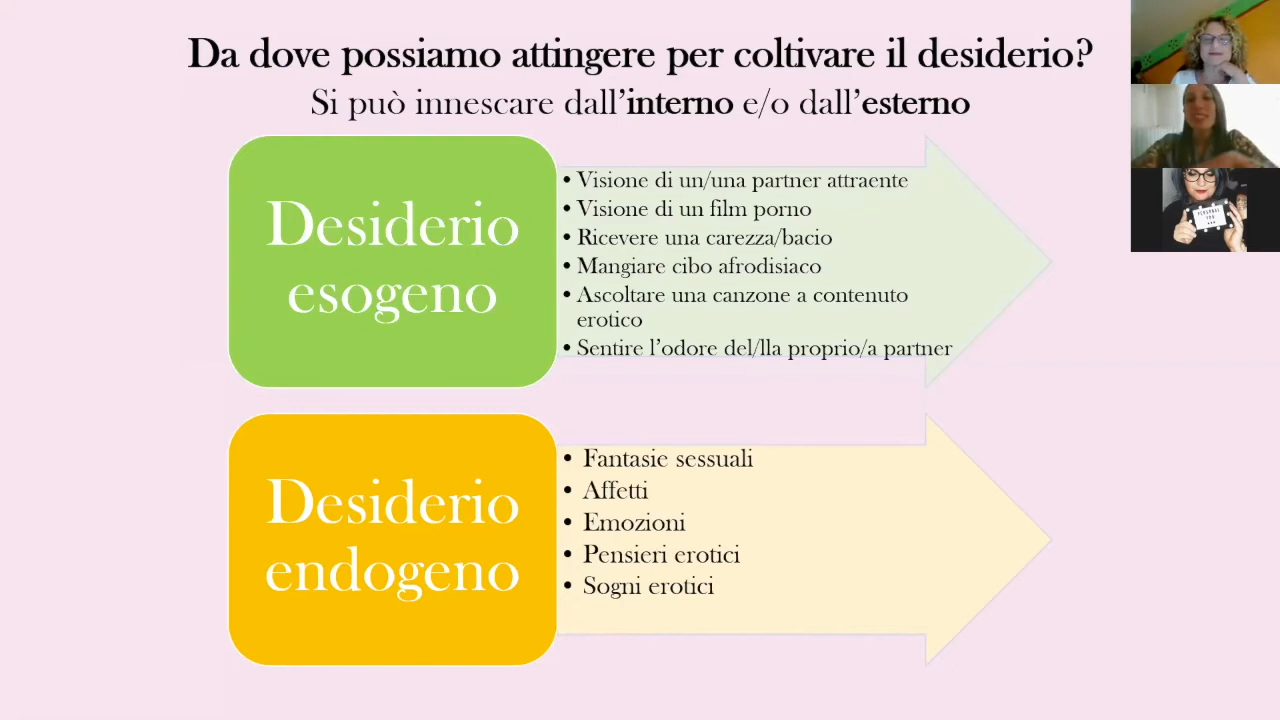 Da dove possiamo attingere per coltivare il desiderio?
Si può innescare dall’interno e/o dall’esterno
Desiderio
esogeno
• Visione di un/una partner attraente
• Visione di un film porno
• Ricevere una carezza/bacio
• Mangiare cibo afrodisiaco
• Ascoltare una canzone a contenuto
erotico
• Sentire l’odore del/lla proprio/a partner
Desiderio
endogeno
• Fantasie sessuali
• Affetti
• Emozioni
• Pensieri erotici
• Sogni erotici
PERSONAL